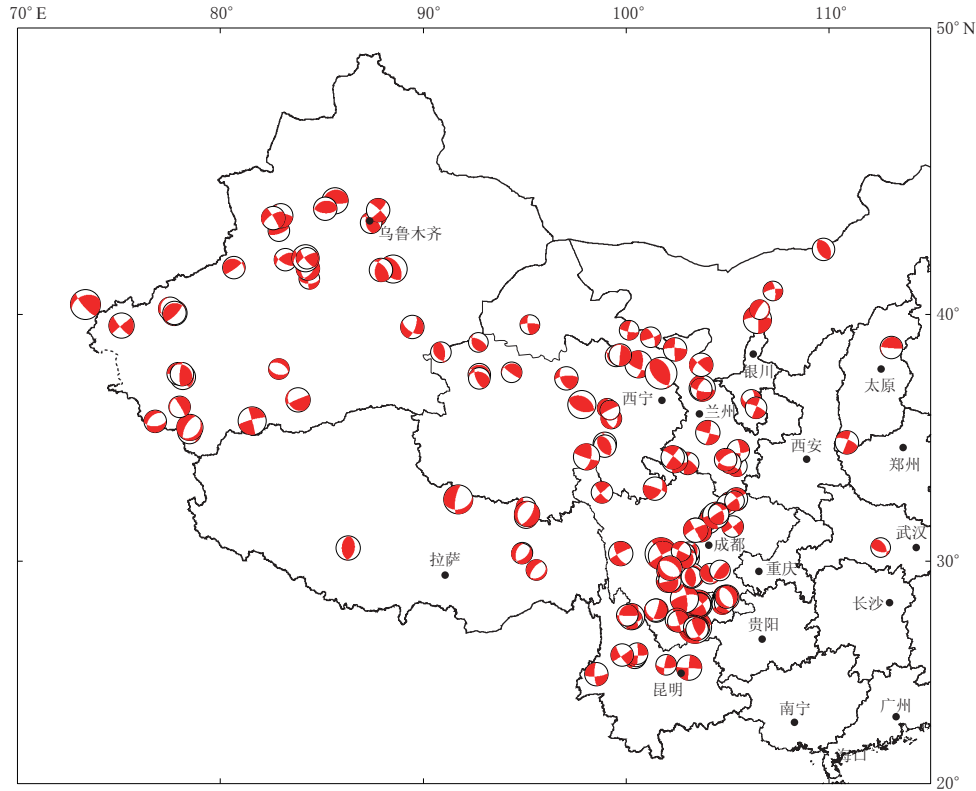 70°E 80° 90° 100° 110° 50°N
乌鲁木齐
40°
银川
太原
西宁
兰州
西安
郑州
武汉
成都
拉萨
30°
重庆
长沙
贵阳
昆明
广州
南宁
海口
20°